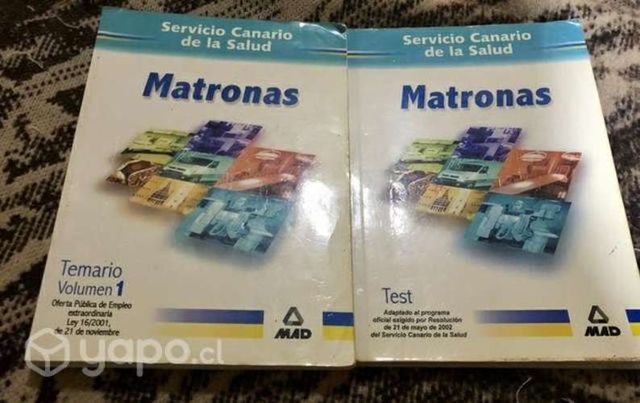 Servicio Canario
de la Salud
Matronas
Temario
Volumen 1
Oferta Pública de Empleo
extraordinaria
Ley 16/2001,
de 21 de noviembre
MAD
Servicio Canario
de la Salud
Matronas
Test
Adaptado al programa
oficial exigido por Resolución
de 21 de mayo de 2002
del Servicio Canario de la Salud
MAD
yapo.cl